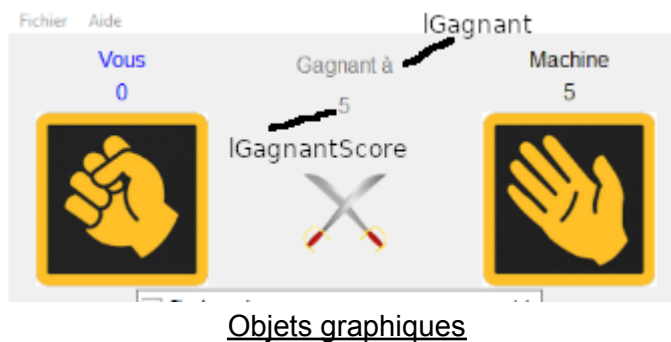 Fichier Aide
lGagnant
Vous Gagnant à Machine
0 5 5
lGagnantScore
Objets graphiques